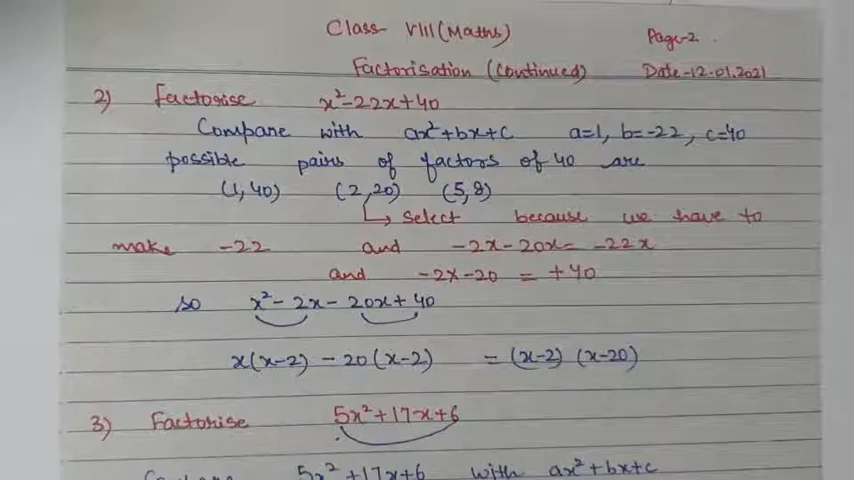 Class VIII (Maths) Page-2.
Factorisation (continued) Date-12.01.2021
2) Factorise x²-22x+40
Compare with ax²+bx+c a=1, b=-22, c=40
possible pairs of factors of 40 are
(1,40) (2,20) (5,8)
↳ select because we have to
make -22 and -2x-20x= -22x
and -2x-20 = +40
so x²-2x-20x+40
x(x-2) -20(x-2) =(x-2) (x-20)
3) Factorise 5x²+17x+6
Compare 5x²+17x+6 with ax²+bx+c